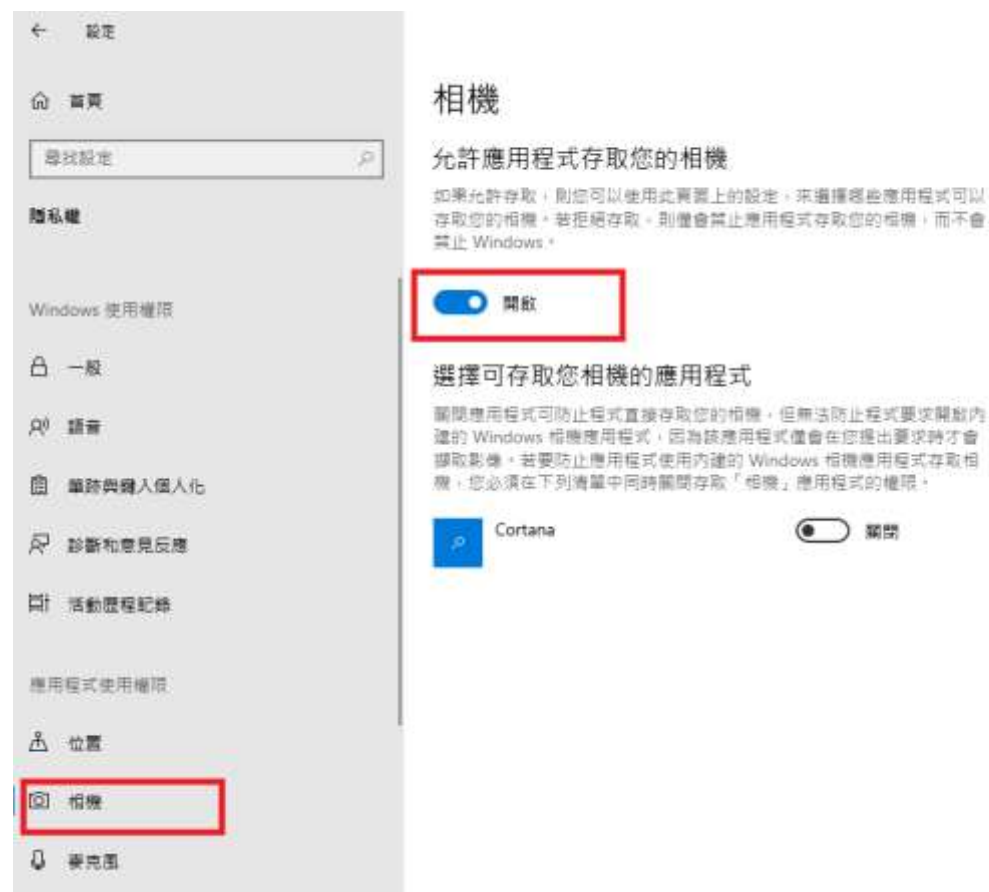 設定
首頁
尋找設定
隱私權
Windows 使用權限
一般
語音
筆跡與鍵入個人化
診斷和意見反應
活動歷程記錄
應用程式使用權限
位置
相機
麥克風
相機
允許應用程式存取您的相機
如果允許存取，則您可以使用此頁面上的設定，來選擇哪些應用程式可以
存取您的相機。若拒絕存取，則僅會禁止應用程式存取您的相機，而不會
禁止 Windows。
開啟
選擇可存取您相機的應用程式
關閉應用程式可防止程式直接存取您的相機，但無法防止程式要求開啟內
建的 Windows 相機應用程式，因為該應用程式僅會在您提出要求時才會
擷取影像。若要防止應用程式使用內建的 Windows 相機應用程式存取相
機，您必須在下列清單中同時關閉存取「相機」應用程式的權限。
Cortana
關閉